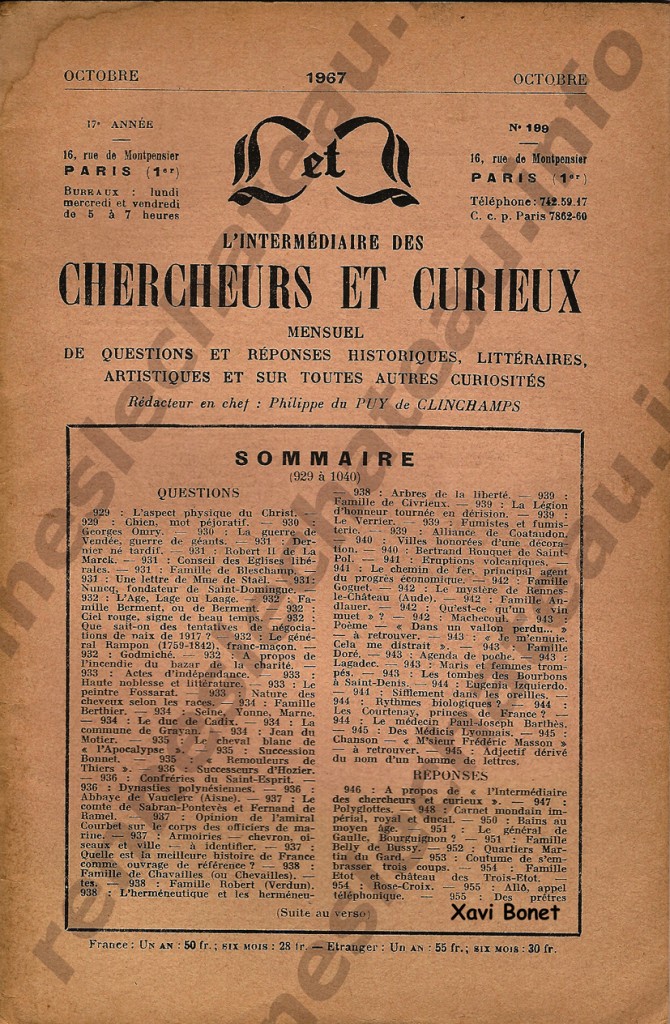 OCTOBRE 1967 OCTOBRE
17e ANNÉE
16, rue de Montpensier
PARIS (1er)
BUREAUX : lundi
mercredi et vendredi
de 5 à 7 heures
et
No 199
16, rue de Montpensier
PARIS (1er)
Téléphone : 742.59.17
C. c. p. Paris 7862-60
L'INTERMÉDIAIRE DES
CHERCHEURS ET CURIEUX
MENSUEL
DE QUESTIONS ET RÉPONSES HISTORIQUES, LITTÉRAIRES,
ARTISTIQUES ET SUR TOUTES AUTRES CURIOSITÉS
Rédacteur en chef : Philippe du PUY de CLINCHAMPS
SOMMAIRE
(929 à 1040)
QUESTIONS
929 : L'aspect physique du Christ. —
929 : Chien, mot péjoratif. — 930 :
Georges Omry. — 930 : La guerre de
Vendée, guerre de géants. — 931 : Der-
nier né tardif. — 931 : Robert II de La
Marck. — 931 : Conseil des Eglises libé-
rales. — 931 : Famille de Bleschamp. —
931 : Une lettre de Mme de Staël. — 931 :
Nuncq, fondateur de Saint-Domingue. —
932 : L'Age, Lage ou Laage. — 932 : Fa-
mille Berment, ou de Berment. — 932 :
Ciel rouge, signe de beau temps. — 932 :
Que sait-on des tentatives de négocia-
tions de paix de 1917 ? — 932 : Le géné-
ral Rampon (1759-1842), franc-maçon. —
932 : Godmiché. — 932 : A propos de
l'incendie du bazar de la charité. —
933 : Actes d'indépendance. — 933 :
Haute noblesse et littérature. — 933 : Le
peintre Fossarat. — 933 : Nature des
cheveux selon les races. — 934 : Famille
Berthier. — 934 : Seine, Yonne, Marne.
— 934 : Le duc de Cadix. — 934 : La
commune de Grayan. — 934 : Jean du
Motier. — 935 : Le cheval blanc de
« l'Apocalypse ». — 935 : Succession
Bonnet. — 935 : « Remouleurs de
Thiers ». — 936 : Successeurs d'Hozier.
— 936 : Confréries du Saint-Esprit. —
936 : Dynasties polynésiennes. — 936 :
Abbaye de Vauclerc (Aisne). — 937 : Le
comte de Sabran-Pontevès et Fernand de
Ramel. — 937 : Opinion de l'amiral
Courbet sur le corps des officiers de ma-
rine. — 937 : Armoiries : chevron, oi-
seaux et ville — à identifier. — 937 :
Quelle est la meilleure histoire de France
comme ouvrage de référence ? — 938 :
Famille de Chavailles (ou Chevailles). —
tes. — 938 : Famille Robert (Verdun).
938 : L'herméneutique et les herméneu-
— 938 : Arbres de la liberté. — 939 :
Famille de Civrieux. — 939 : La Légion
d'honneur tournée en dérision. — 939 :
Le Verrier. — 939 : Fumistes et fumis-
terie. — 939 : Alliance de Coataudon.
— 940 : Villes honorées d'une décora-
tion. — 940 : Bertrand Rouquet de Saint-
Pol. — 941 : Eruptions volcaniques. —
941 : Le chemin de fer, principal agent
du progrès économique. — 942 : Famille
Goguet. — 942 : Le mystère de Rennes-
le-Château (Aude). — 942 : Famille An-
dlauer. — 942 : Qu'est-ce qu'un « vin
muet » ? — 942 : Machecoul. — 943 :
Poème — « Dans un vallon perdu... »
— à retrouver. — 943 : « Je m'ennuie.
Cela me distrait ». — 943 : Famille
Doré. — 943 : Agenda de poche. — 943 :
Lagadec. — 943 : Maris et femmes trom-
pés. — 943 : Les tombes des Bourbons
à Saint-Denis. — 944 : Eugenia Izquierdo.
— 944 : Sifflement dans les oreilles. —
944 : Rythmes biologiques ? — 944 :
Les Courtenay, princes de France ? —
944 : Le médecin Paul-Joseph Barthès.
— 945 : Des Médicis Lyonnais. — 945 :
Chanson — « M'sieur Frédéric Masson »
— à retrouver. — 945 : Adjectif dérivé
du nom d'un homme de lettres.
RÉPONSES
946 : A propos de « l'Intermédiaire
des chercheurs et curieux ». — 947 :
Polyglottes. — 948 : Carnet mondain im-
périal, royal et ducal. — 950 : Bains au
moyen âge. — 951 : Le général de
Gaulle, Bourguignon ? — 951 : Famille
Belly de Bussy. — 952 : Quartiers Mar-
tin du Gard. — 953 : Coutume de s'em-
brasser trois coups. — 954 : Famille
Etot et château des Trois-Etot. —
954 : Rose-Croix. — 955 : Allô, appel
téléphonique. — 955 : Des prêtres
(Suite au verso)
Xavi Bonet
France : UN AN : 50 fr. ; SIX MOIS : 28 fr. — Etranger : UN AN : 55 fr. ; SIX MOIS : 30 fr.